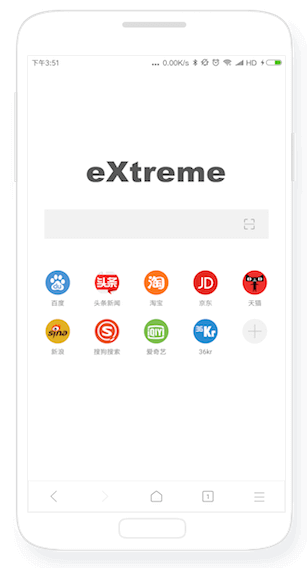 下午3:51 ... 0.00K/s HD
eXtreme
百度 头条新闻 淘宝 京东 天猫
头条 淘 JD
新浪 搜狗搜索 爱奇艺 36kr
sina S iQIYI 36Kr
1